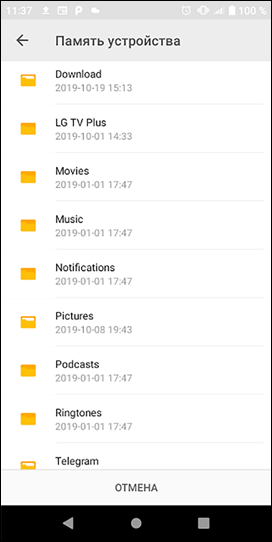 11:37
100 %
Память устройства
Download
2019-10-19 15:13
LG TV Plus
2019-10-01 14:33
Movies
2019-01-01 17:47
Music
2019-01-01 17:47
Notifications
2019-01-01 17:47
Pictures
2019-10-08 19:43
Podcasts
2019-01-01 17:47
Ringtones
2019-01-01 17:47
Telegram
ОТМЕНА